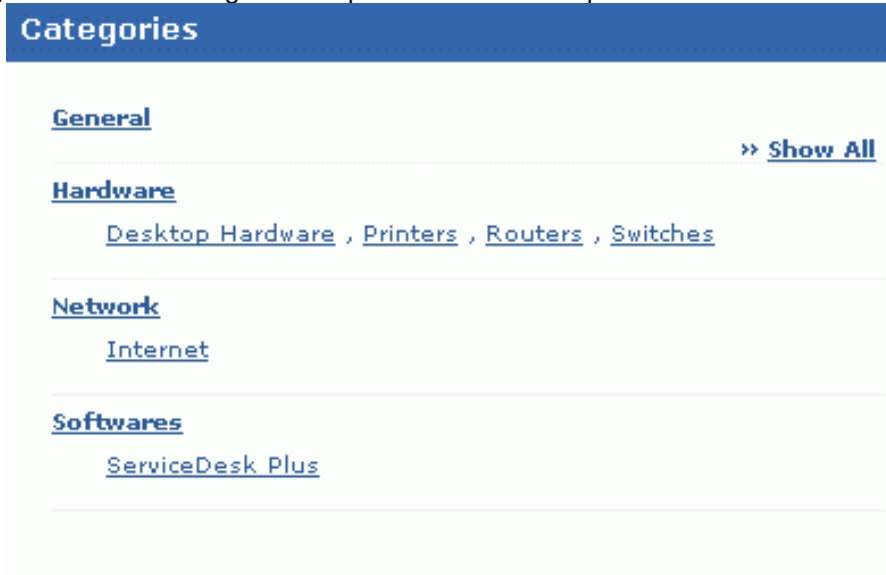 Categories
General
›› Show All
Hardware
Desktop Hardware , Printers , Routers , Switches
Network
Internet
Softwares
ServiceDesk Plus